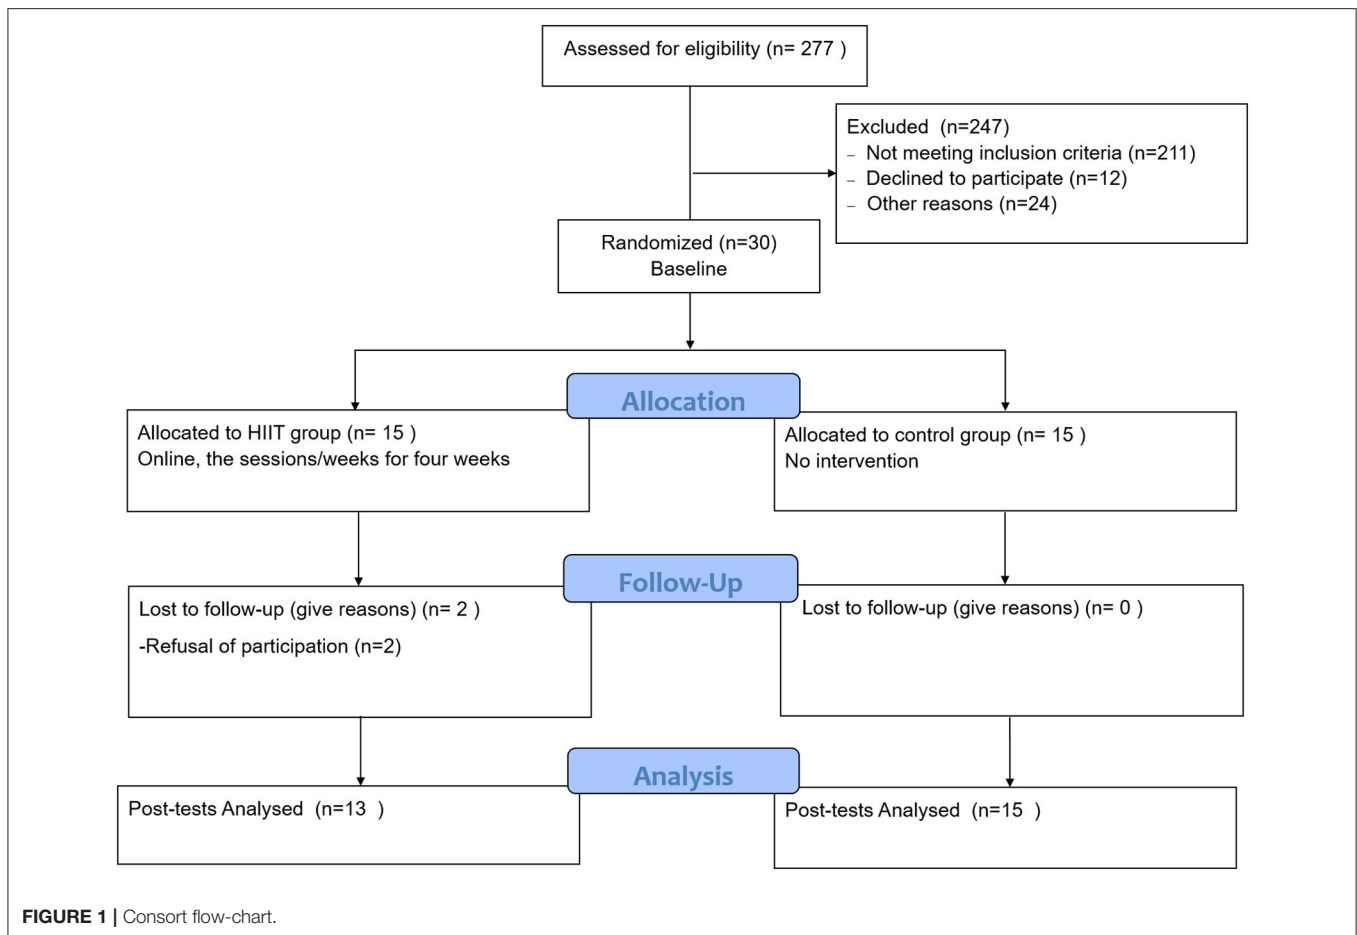 Assessed for eligibility (n= 277 )
Excluded (n=247)
– Not meeting inclusion criteria (n=211)
– Declined to participate (n=12)
– Other reasons (n=24)
Randomized (n=30)
Baseline
Allocation
Allocated to HIIT group (n= 15 )
Online, the sessions/weeks for four weeks
Allocated to control group (n= 15 )
No intervention
Follow-Up
Lost to follow-up (give reasons) (n= 2 )
-Refusal of participation (n=2)
Lost to follow-up (give reasons) (n= 0 )
Analysis
Post-tests Analysed (n=13 )
Post-tests Analysed (n=15 )
FIGURE 1 | Consort flow-chart.